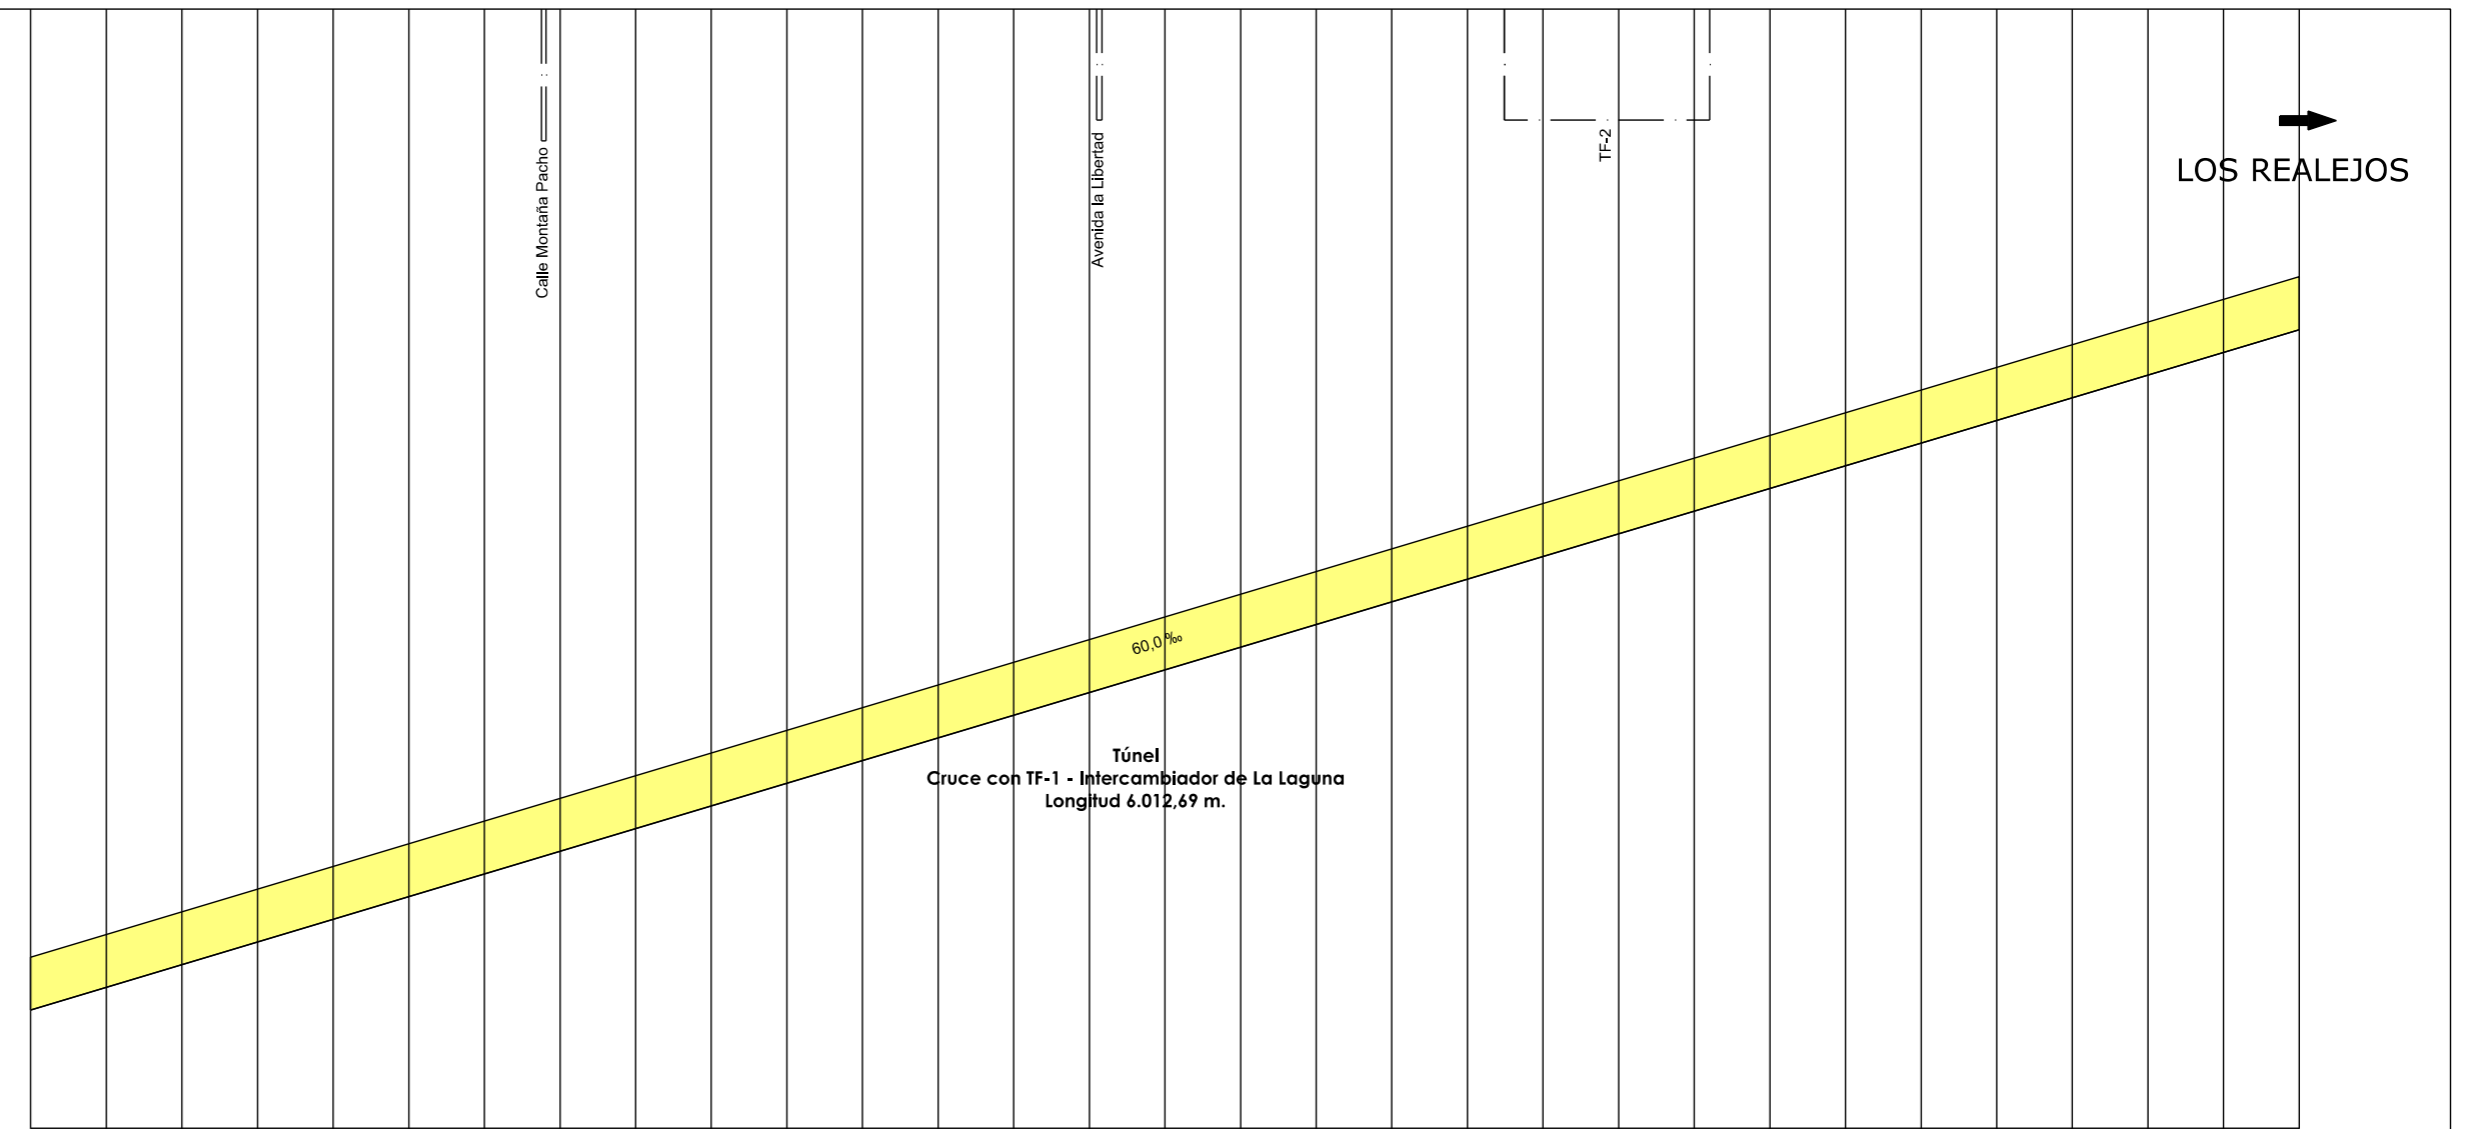 Calle Montaña Pacho
Avenida la Libertad
TF-2
LOS REALEJOS
60,0 ‰
Túnel
Cruce con TF-1 - Intercambiador de La Laguna
Longitud 6.012,69 m.